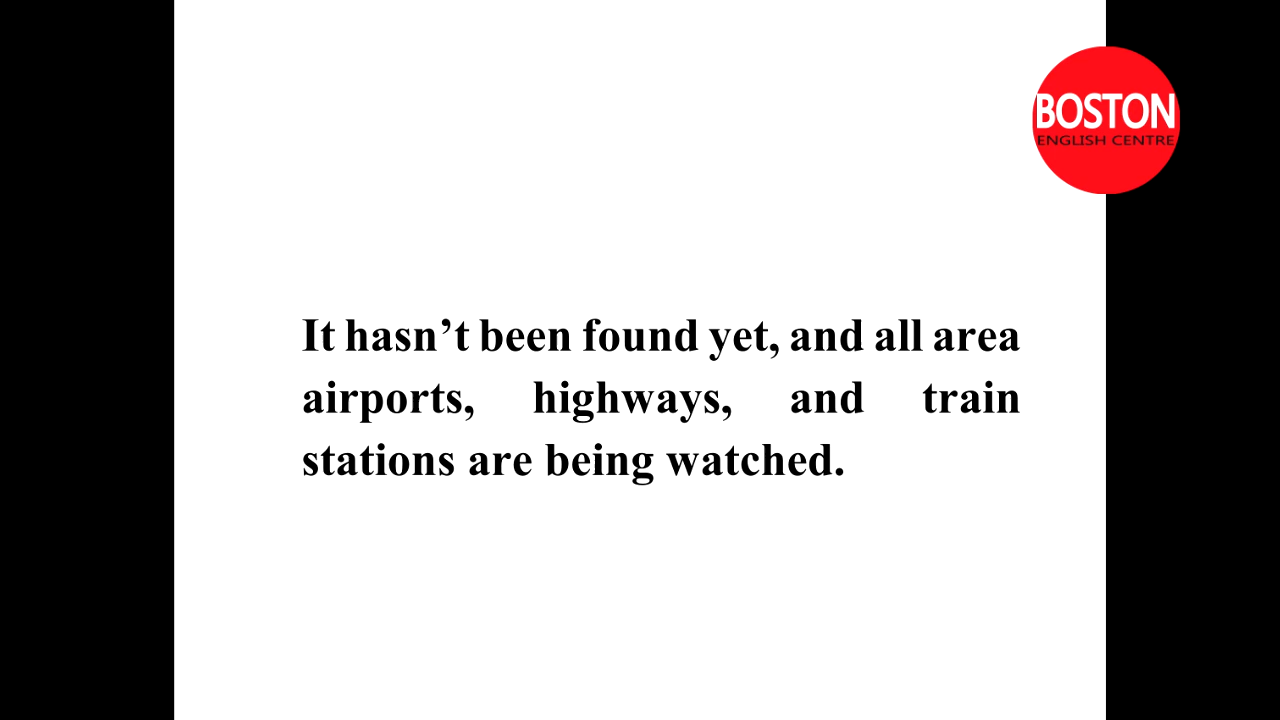 BOSTON
ENGLISH CENTRE
It hasn’t been found yet, and all area
airports, highways, and train
stations are being watched.